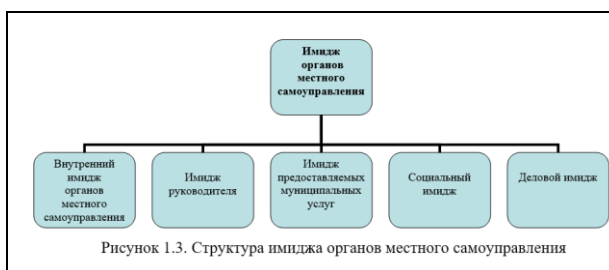 Имидж
органов
местного
самоуправления
Внутренний
имидж
органов
местного
самоуправления
Имидж
руководителя
Имидж
предоставляемых
муниципальных
услуг
Социальный
имидж
Деловой имидж
Рисунок 1.3. Структура имиджа органов местного самоуправления